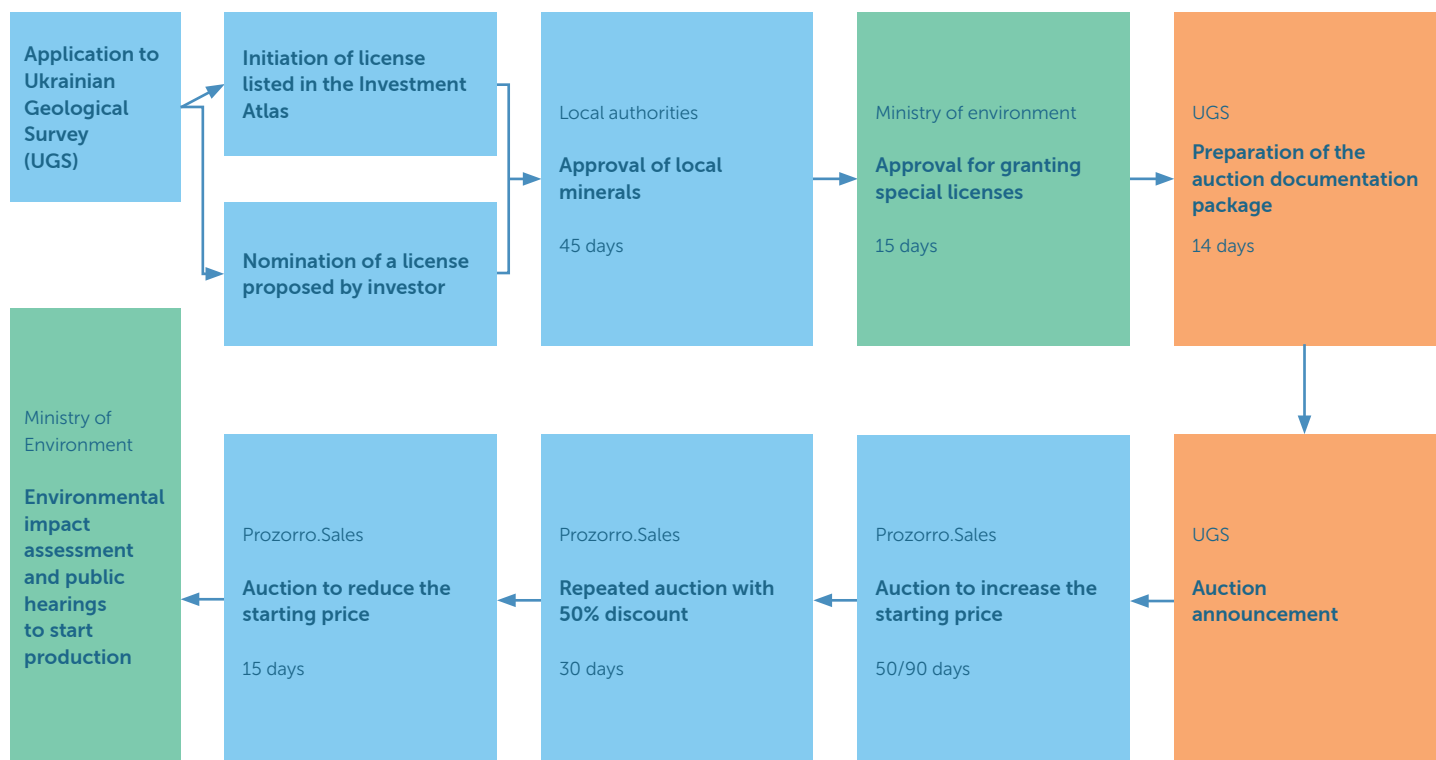 Application to
Ukrainian
Geological
Survey
(UGS)
Initiation of license
listed in the Investment
Atlas
Nomination of a license
proposed by investor
Local authorities
Approval of local
minerals
45 days
Ministry of environment
Approval for granting
special licenses
15 days
UGS
Preparation of the
auction documentation
package
14 days
UGS
Auction
announcement
Prozorro.Sales
Auction to increase the
starting price
50/90 days
Prozorro.Sales
Repeated auction with
50% discount
30 days
Prozorro.Sales
Auction to reduce the
starting price
15 days
Ministry of
Environment
Environmental
impact
assessment
and public
hearings
to start
production